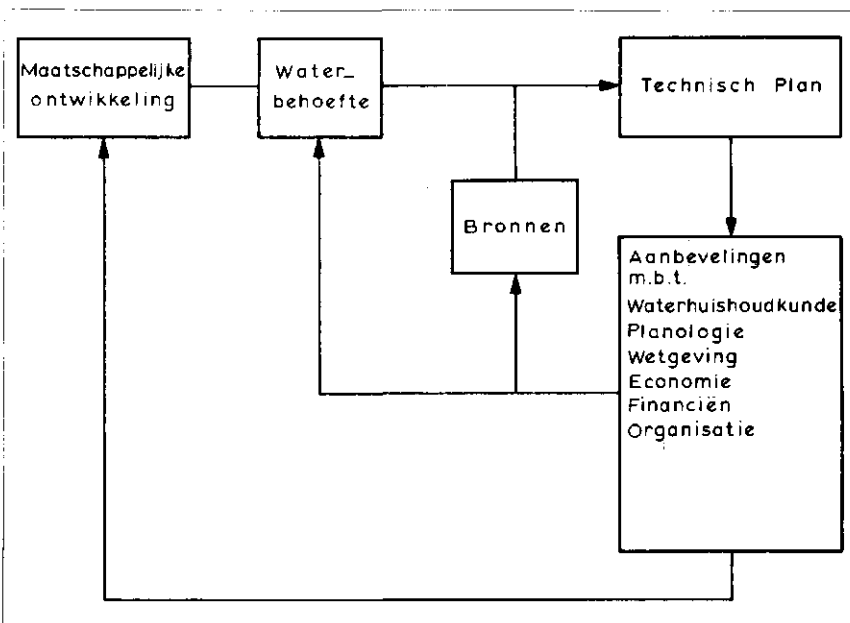 Maatschappelijke
ontwikkeling
Water_
behoefte
Technisch Plan
Bronnen
Aanbevelingen
m.b.t.
Waterhuishoudkunde
Planologie
Wetgeving
Economie
Financiën
Organisatie